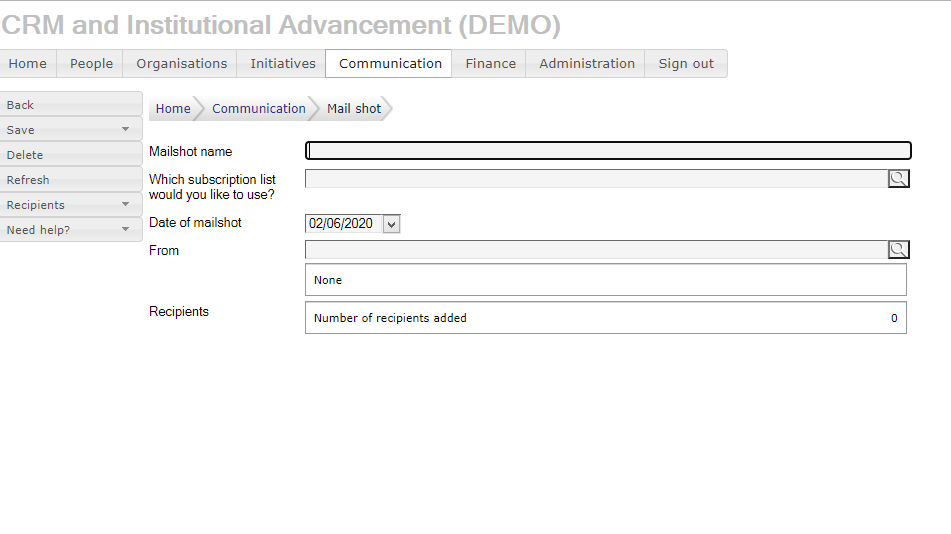 CRM and Institutional Advancement (DEMO)
Home People Organisations Initiatives Communication Finance Administration Sign out
Back
Save
Delete
Refresh
Recipients
Need help?
Home Communication Mail shot
Mailshot name
Which subscription list
would you like to use?
Date of mailshot 02/06/2020
From
None
Recipients
Number of recipients added 0